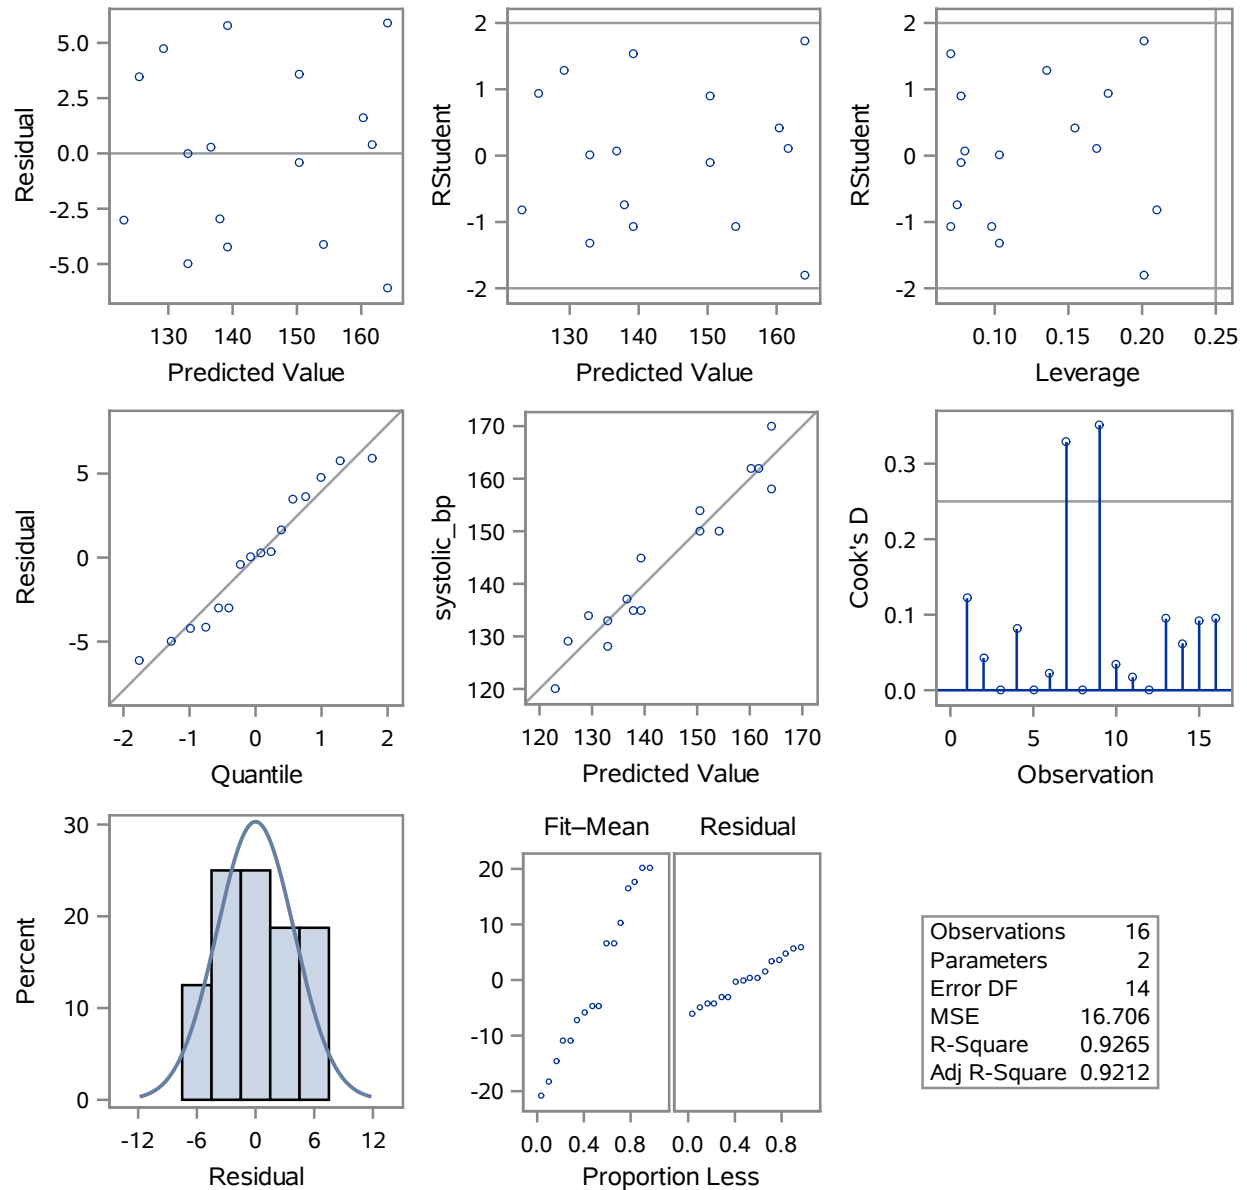 5.0
2.5
0.0
-2.5
-5.0
Residual
130 140 150 160
Predicted Value
2
1
0
-1
-2
RStudent
130 140 150 160
Predicted Value
2
1
0
-1
-2
RStudent
0.10 0.15 0.20 0.25
Leverage
5
0
-5
Residual
-2 -1 0 1 2
Quantile
170
160
150
140
130
120
systolic_bp
120 130 140 150 160 170
Predicted Value
0.3
0.2
0.1
0.0
Cook's D
0 5 10 15
Observation
30
20
10
0
Percent
-12 -6 0 6 12
Residual
Fit–Mean Residual
20
10
0
-10
-20
0.0 0.4 0.8 0.0 0.4 0.8
Proportion Less
Observations 16
Parameters 2
Error DF 14
MSE 16.706
R-Square 0.9265
Adj R-Square 0.9212